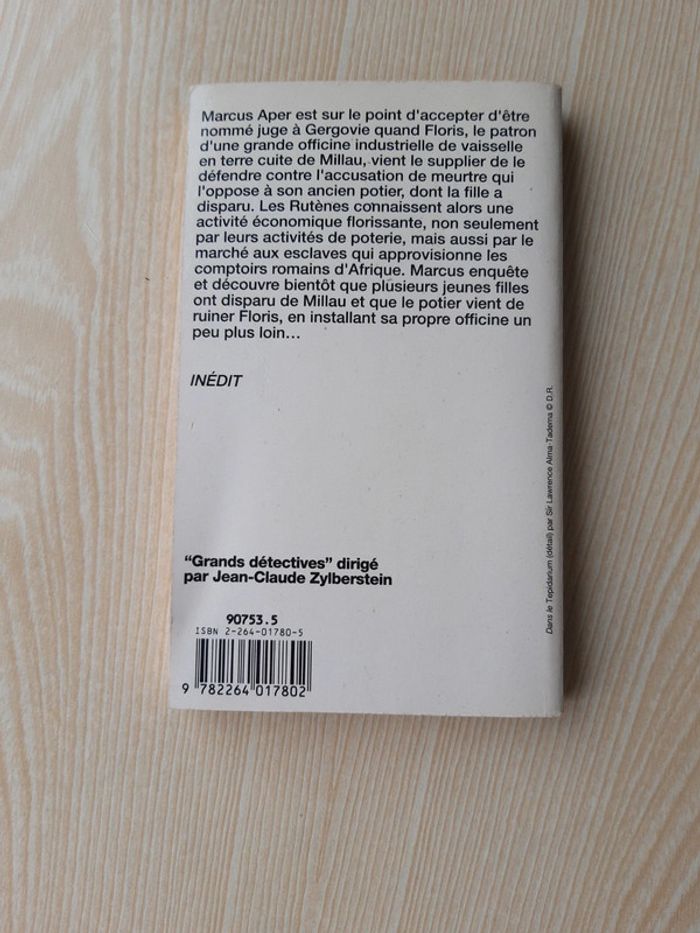 Marcus Aper est sur le point d'accepter d'être
nommé juge à Gergovie quand Floris, le patron
d'une grande officine industrielle de vaisselle
en terre cuite de Millau, vient le supplier de le
défendre contre l'accusation de meurtre qui
l'oppose à son ancien potier, dont la fille a
disparu. Les Rutènes connaissent alors une
activité économique florissante, non seulement
par leurs activités de poterie, mais aussi par le
marché aux esclaves qui approvisionne les
comptoirs romains d'Afrique. Marcus enquête
et découvre bientôt que plusieurs jeunes filles
ont disparu de Millau et que le potier vient de
ruiner Floris, en installant sa propre officine un
peu plus loin...
INÉDIT
Dans le Tepidarium (détail) par Sir Lawrence Alma-Tadema © D.R.
"Grands détectives" dirigé
par Jean-Claude Zylberstein
90753.5
ISBN 2-264-01780-5
9 782264 017802